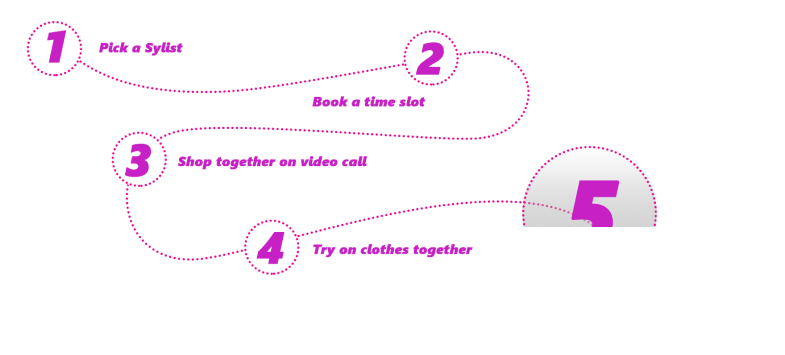 1
Pick a Sylist
2
Book a time slot
3
Shop together on video call
4
Try on clothes together
5